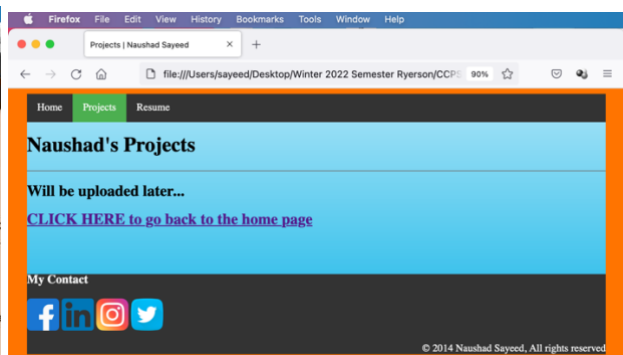 Firefox File Edit View History Bookmarks Tools Window Help
Projects | Naushad Sayeed
file:///Users/sayeed/Desktop/Winter 2022 Semester Ryerson/CCPS 90%
Home Projects Resume
Naushad's Projects
Will be uploaded later...
CLICK HERE to go back to the home page
My Contact
© 2014 Naushad Sayeed, All rights reserved